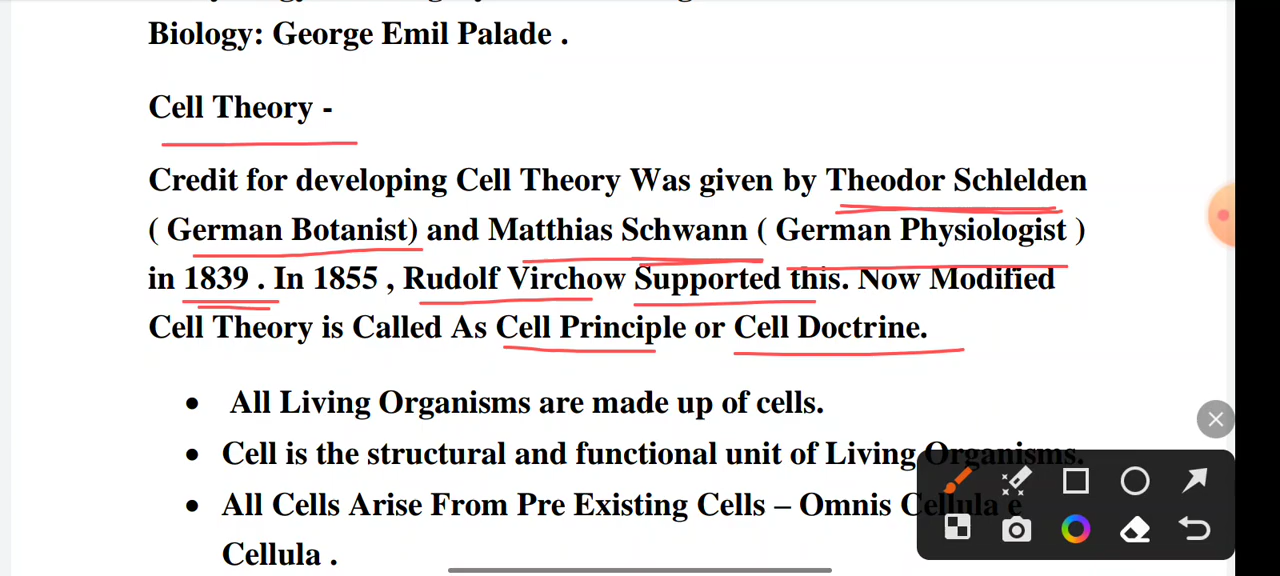 Biology: George Emil Palade .
Cell Theory -
Credit for developing Cell Theory Was given by Theodor Schlelden
( German Botanist) and Matthias Schwann ( German Physiologist )
in 1839 . In 1855 , Rudolf Virchow Supported this. Now Modified
Cell Theory is Called As Cell Principle or Cell Doctrine.
• All Living Organisms are made up of cells.
• Cell is the structural and functional unit of Living Organisms.
• All Cells Arise From Pre Existing Cells – Omnis Cellula e
Cellula .